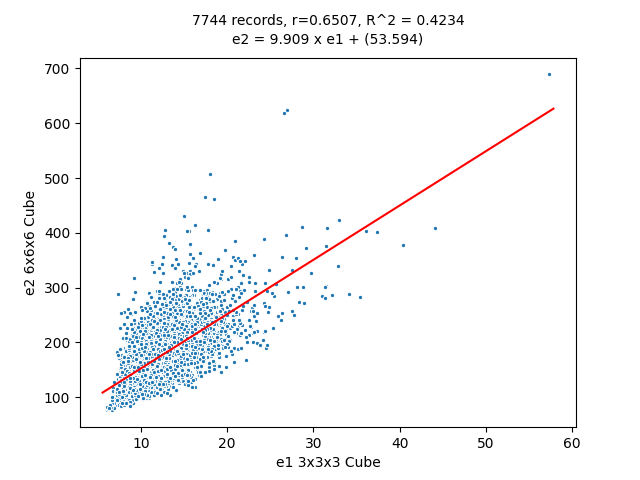 7744 records, r=0.6507, R^2 = 0.4234
e2 = 9.909 x e1 + (53.594)
700
600
500
400
300
200
100
e2 6x6x6 Cube
10 20 30 40 50 60
e1 3x3x3 Cube